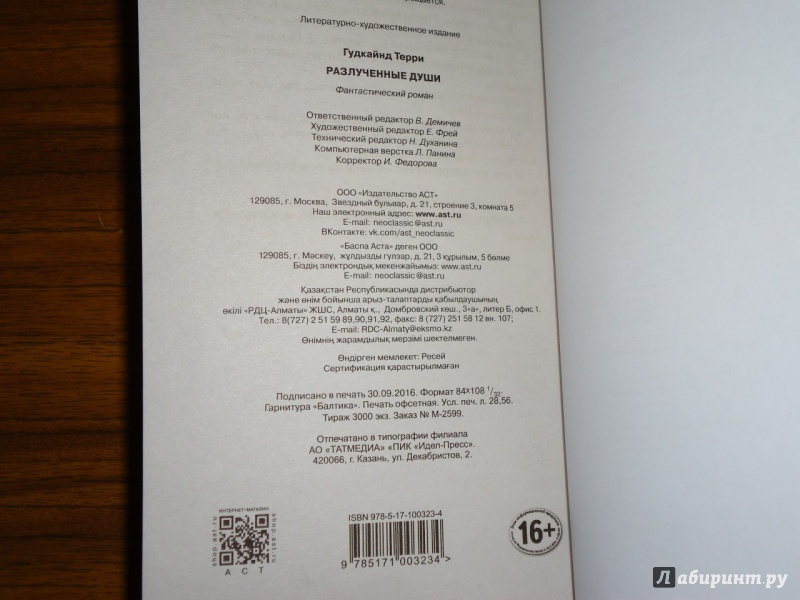 Литературно-художественное издание
Гудкайнд Терри
РАЗЛУЧЕННЫЕ ДУШИ
Фантастический роман
Ответственный редактор В. Демичев
Художественный редактор Е. Фрей
Технический редактор Н. Духанина
Компьютерная верстка Л. Панина
Корректор И. Федорова
ООО «Издательство АСТ»
129085, г. Москва, Звездный бульвар, д. 21, строение 3, комната 5
Наш электронный адрес: www.ast.ru
E-mail: neoclassic@ast.ru
ВКонтакте: vk.com/ast_neoclassic
«Баспа Аста» деген ООО
129085, г. Мәскеу, жұлдызды гүлзар, д. 21, 3 құрылым, 5 бөлме
Біздің электрондық мекенжайымыз: www.ast.ru
E-mail: neoclassic@ast.ru
Қазақстан Республикасында дистрибьютор
және өнім бойынша арыз-талаптарды қабылдаушының
өкілі «РДЦ-Алматы» ЖШС, Алматы қ., Домбровский көш., 3«а», литер Б, офис 1.
Тел.: 8(727) 2 51 59 89,90,91,92, факс: 8 (727) 251 58 12 вн. 107;
E-mail: RDC-Almaty@eksmo.kz
Өнімнің жарамдылық мерзімі шектелмеген.
Өндірген мемлекет: Ресей
Сертификация қарастырылмаған
Подписано в печать 30.09.2016. Формат 84×108 1/32.
Гарнитура «Балтика». Печать офсетная. Усл. печ. л. 28,56.
Тираж 3000 экз. Заказ № М-2599.
Отпечатано в типографии филиала
АО «ТАТМЕДИА» «ПИК «Идел-Пресс».
420066, г. Казань, ул. Декабристов, 2.
ИНТЕРНЕТ-МАГАЗИН
shop.ast.ru
shop.ast.ru
АСТ
ISBN 978-5-17-100323-4
9 785171 003234 >
16+
Лабиринт.ру